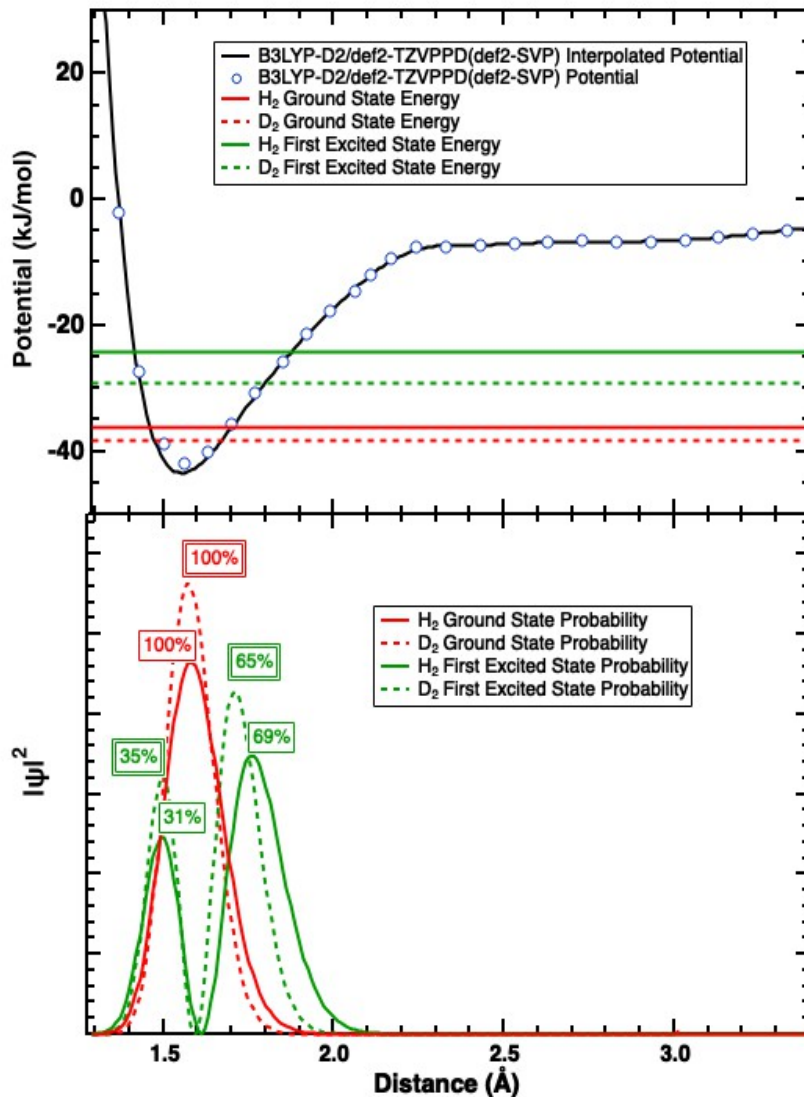 B3LYP-D2/def2-TZVPPD(def2-SVP) Interpolated Potential
B3LYP-D2/def2-TZVPPD(def2-SVP) Potential
H₂ Ground State Energy
D₂ Ground State Energy
H₂ First Excited State Energy
D₂ First Excited State Energy
20
0
-20
-40
Potential (kJ/mol)
100%
100%
65%
69%
35%
31%
H₂ Ground State Probability
D₂ Ground State Probability
H₂ First Excited State Probability
D₂ First Excited State Probability
|ψ|²
1.5
2.0
2.5
3.0
Distance (Å)